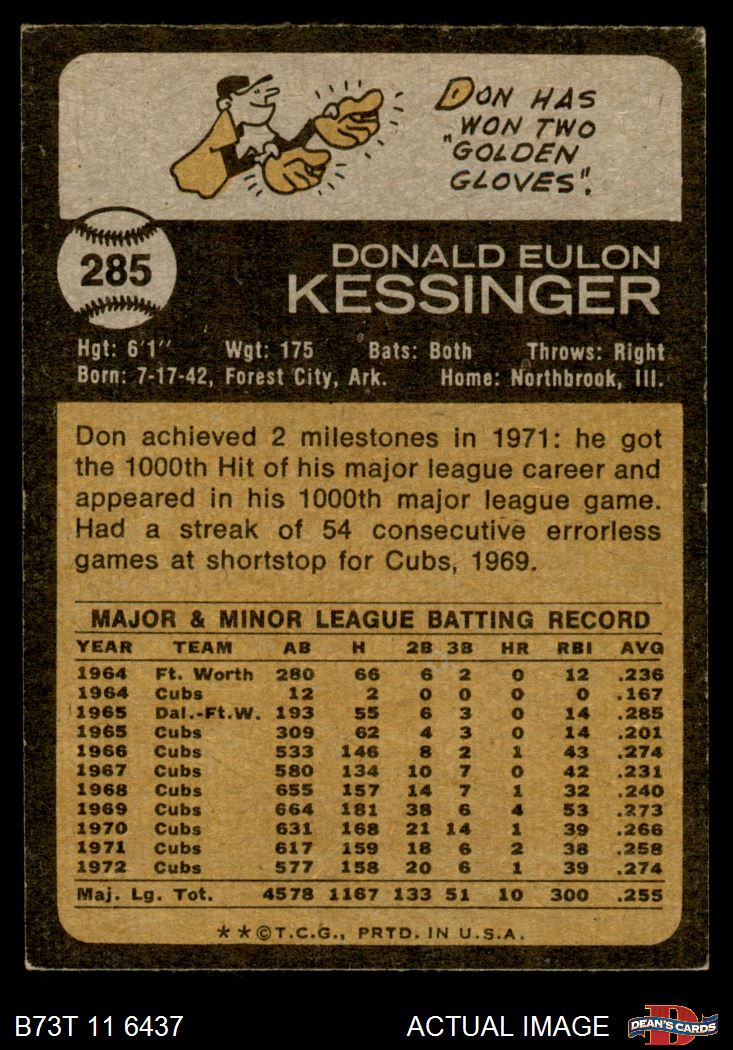 DON HAS
WON TWO
"GOLDEN
GLOVES".
285
DONALD EULON
KESSINGER
Hgt: 6'1" Wgt: 175 Bats: Both Throws: Right
Born: 7-17-42, Forest City, Ark. Home: Northbrook, Ill.
Don achieved 2 milestones in 1971: he got
the 1000th Hit of his major league career and
appeared in his 1000th major league game.
Had a streak of 54 consecutive errorless
games at shortstop for Cubs, 1969.
MAJOR & MINOR LEAGUE BATTING RECORD
YEAR TEAM AB H 2B 3B HR RBI AVG
1964 Ft. Worth 280 66 6 2 0 12 .236
1964 Cubs 12 2 0 0 0 0 .167
1965 Dal.-Ft.W. 193 55 6 3 0 14 .285
1965 Cubs 309 62 4 3 0 14 .201
1966 Cubs 533 146 8 2 1 43 .274
1967 Cubs 580 134 10 7 0 42 .231
1968 Cubs 655 157 14 7 1 32 .240
1969 Cubs 664 181 38 6 4 53 .273
1970 Cubs 631 168 21 14 1 39 .266
1971 Cubs 617 159 18 6 2 38 .258
1972 Cubs 577 158 20 6 1 39 .274
Maj. Lg. Tot. 4578 1167 133 51 10 300 .255
**©T.C.G., PRTD. IN U.S.A.
B73T 11 6437 ACTUAL IMAGE D DEAN'S CARDS